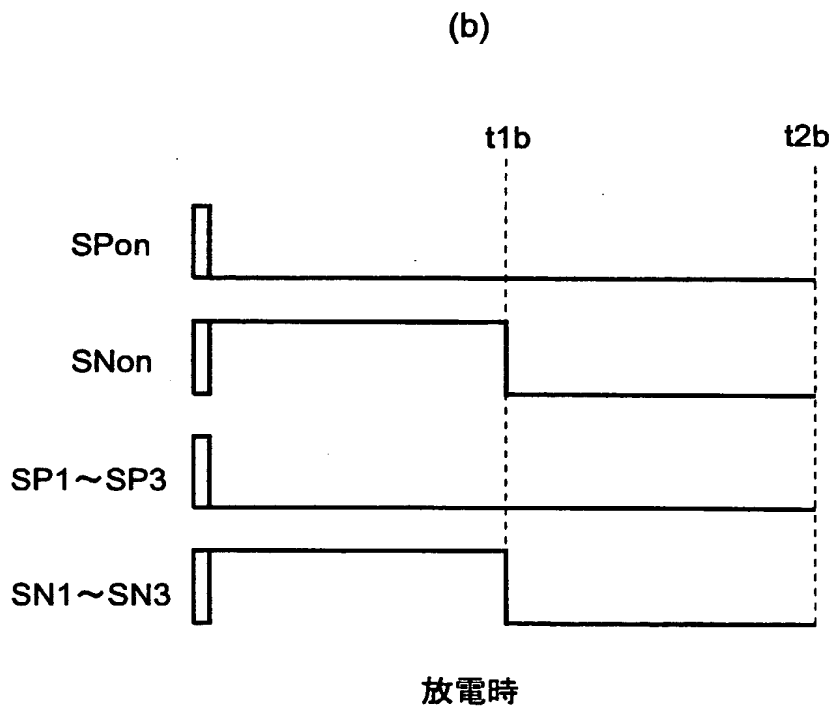 (b)
t1b t2b
SPon
SNon
SP1～SP3
SN1～SN3
放電時